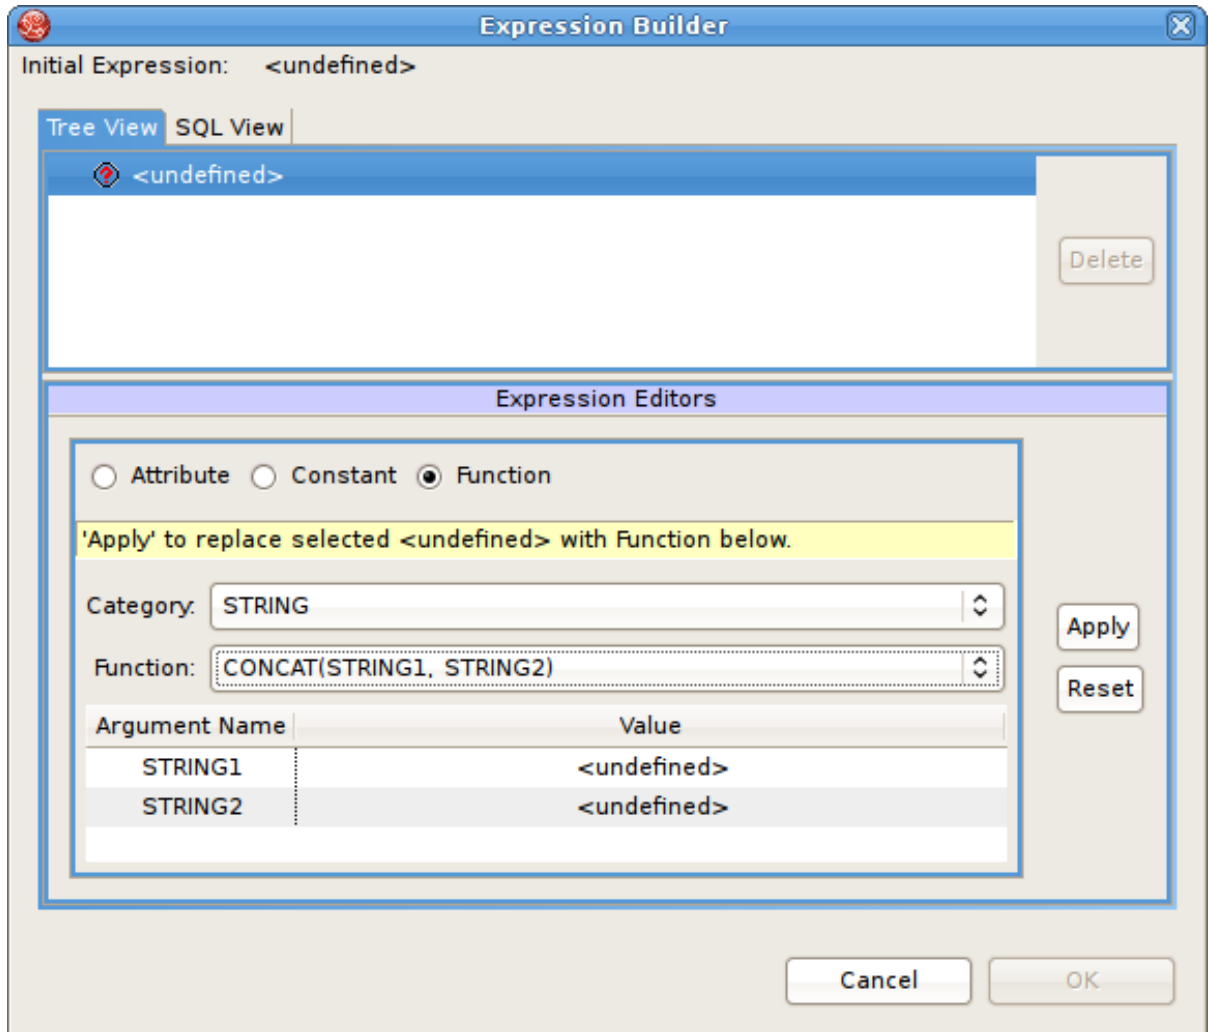 Expression Builder
Initial Expression: <undefined>
Tree View SQL View
<undefined>
Delete
Expression Editors
Attribute Constant Function
'Apply' to replace selected <undefined> with Function below.
Category: STRING
Apply
Function: CONCAT(STRING1, STRING2)
Reset
Argument Name Value
STRING1 <undefined>
STRING2 <undefined>
Cancel OK